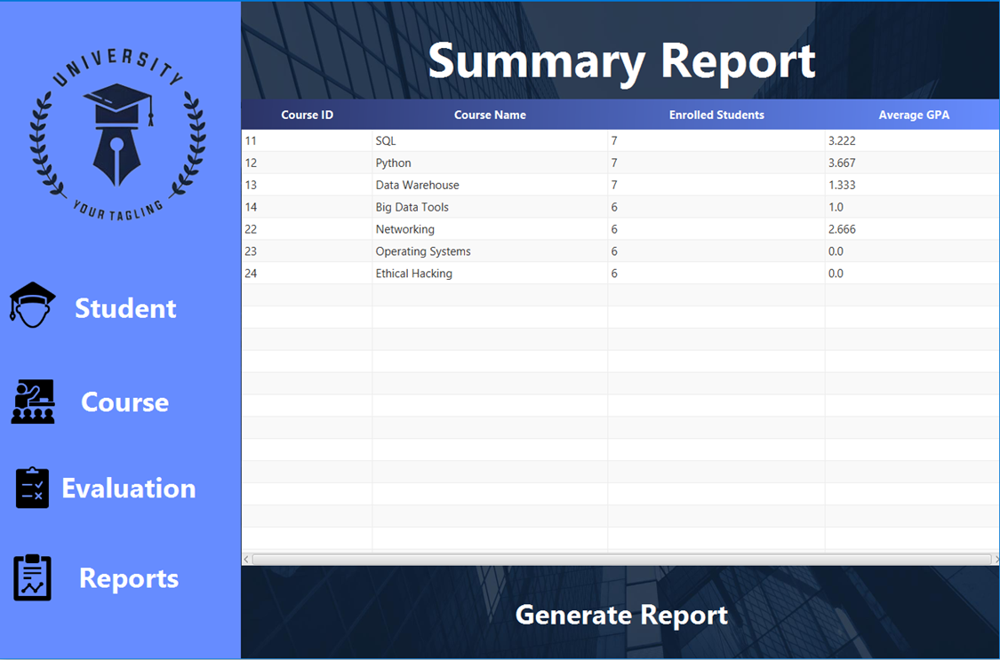 UNIVERSITY
YOUR TAGLING
Student
Course
Evaluation
Reports
Summary Report
Course ID Course Name Enrolled Students Average GPA
11 SQL 7 3.222
12 Python 7 3.667
13 Data Warehouse 7 1.333
14 Big Data Tools 6 1.0
22 Networking 6 2.666
23 Operating Systems 6 0.0
24 Ethical Hacking 6 0.0
Generate Report